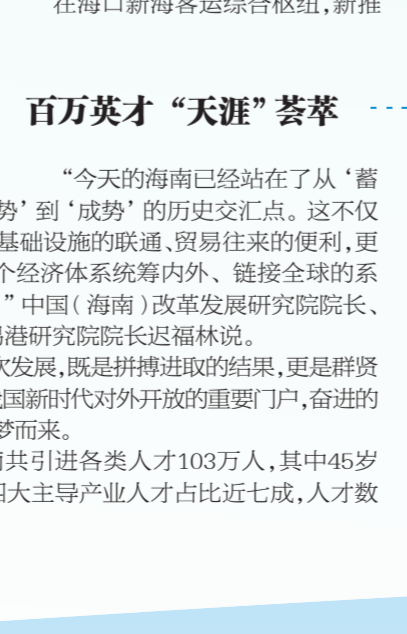 在海口新海客运综合枢纽,新推
百万英才 “天涯” 荟萃
“今天的海南已经站在了从‘蓄
势’到‘成势’的历史交汇点。这不仅
基础设施的联通、贸易往来的便利,更
个经济体系统筹内外、链接全球的系
”中国(海南)改革发展研究院院长、
易港研究院院长迟福林说。
次发展,既是拼搏进取的结果,更是群贤
国新时代对外开放的重要门户,奋进的
梦而来。
共引进各类人才103万人,其中45岁
四大主导产业人才占比近七成,人才数